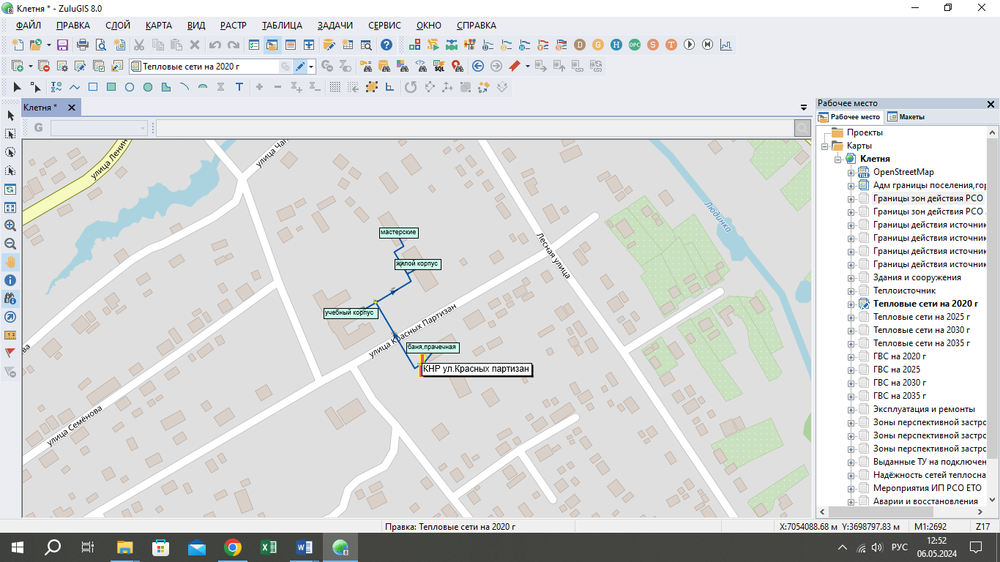 Клетня * - ZuluGIS 8.0
ФАЙЛ ПРАВКА СЛОЙ КАРТА ВИД РАСТР ТАБЛИЦА ЗАДАЧИ СЕРВИС ОКНО СПРАВКА
D G H OPC S T
Тепловые сети на 2020 г
SQL
Клетня *
G
Рабочее место
Рабочее место Макеты
Проекты
Карты
Клетня
OpenStreetMap
Адм границы поселения,гор
Границы зон действия РСО
Границы зон действия РСО
Границы действия источник
Границы действия источник
Границы действия источник
Границы действия источник
Здания и сооружения
Теплоисточник
Тепловые сети на 2020 г
Тепловые сети на 2025 г
Тепловые сети на 2030 г
Тепловые сети на 2035 г
ГВС на 2020 г
ГВС на 2025
ГВС на 2030 г
ГВС на 2035 г
Эксплуатация и ремонты
Зоны перспективной застро
Зоны перспективной застро
Зоны перспективной застро
Выданные ТУ на подключен
Надёжность сетей теплосна
Мероприятия ИП РСО ЕТО
Аварии и восстановления
улица Ленин
улица Чап
Людинка
мастерские
Лесная улица
жилой корпус
учебный корпус
улица Красных Партизан
баня.прачечная
КНР ул.Красных партизан
ва
улица Семёнова
Правка: Тепловые сети на 2020 г
X:7054088.68 м Y:3698797.83 м M1:2692 Z17
РУС
12:52
06.05.2024